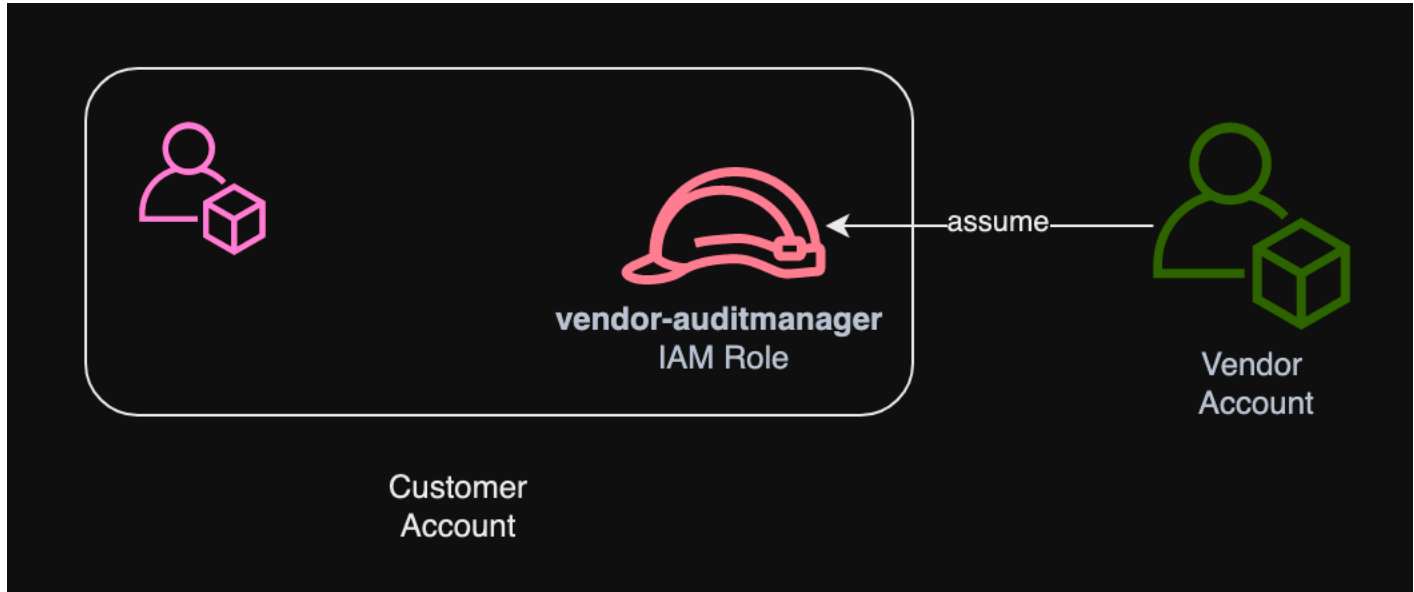 assume
vendor-auditmanager
IAM Role
Vendor
Account
Customer
Account